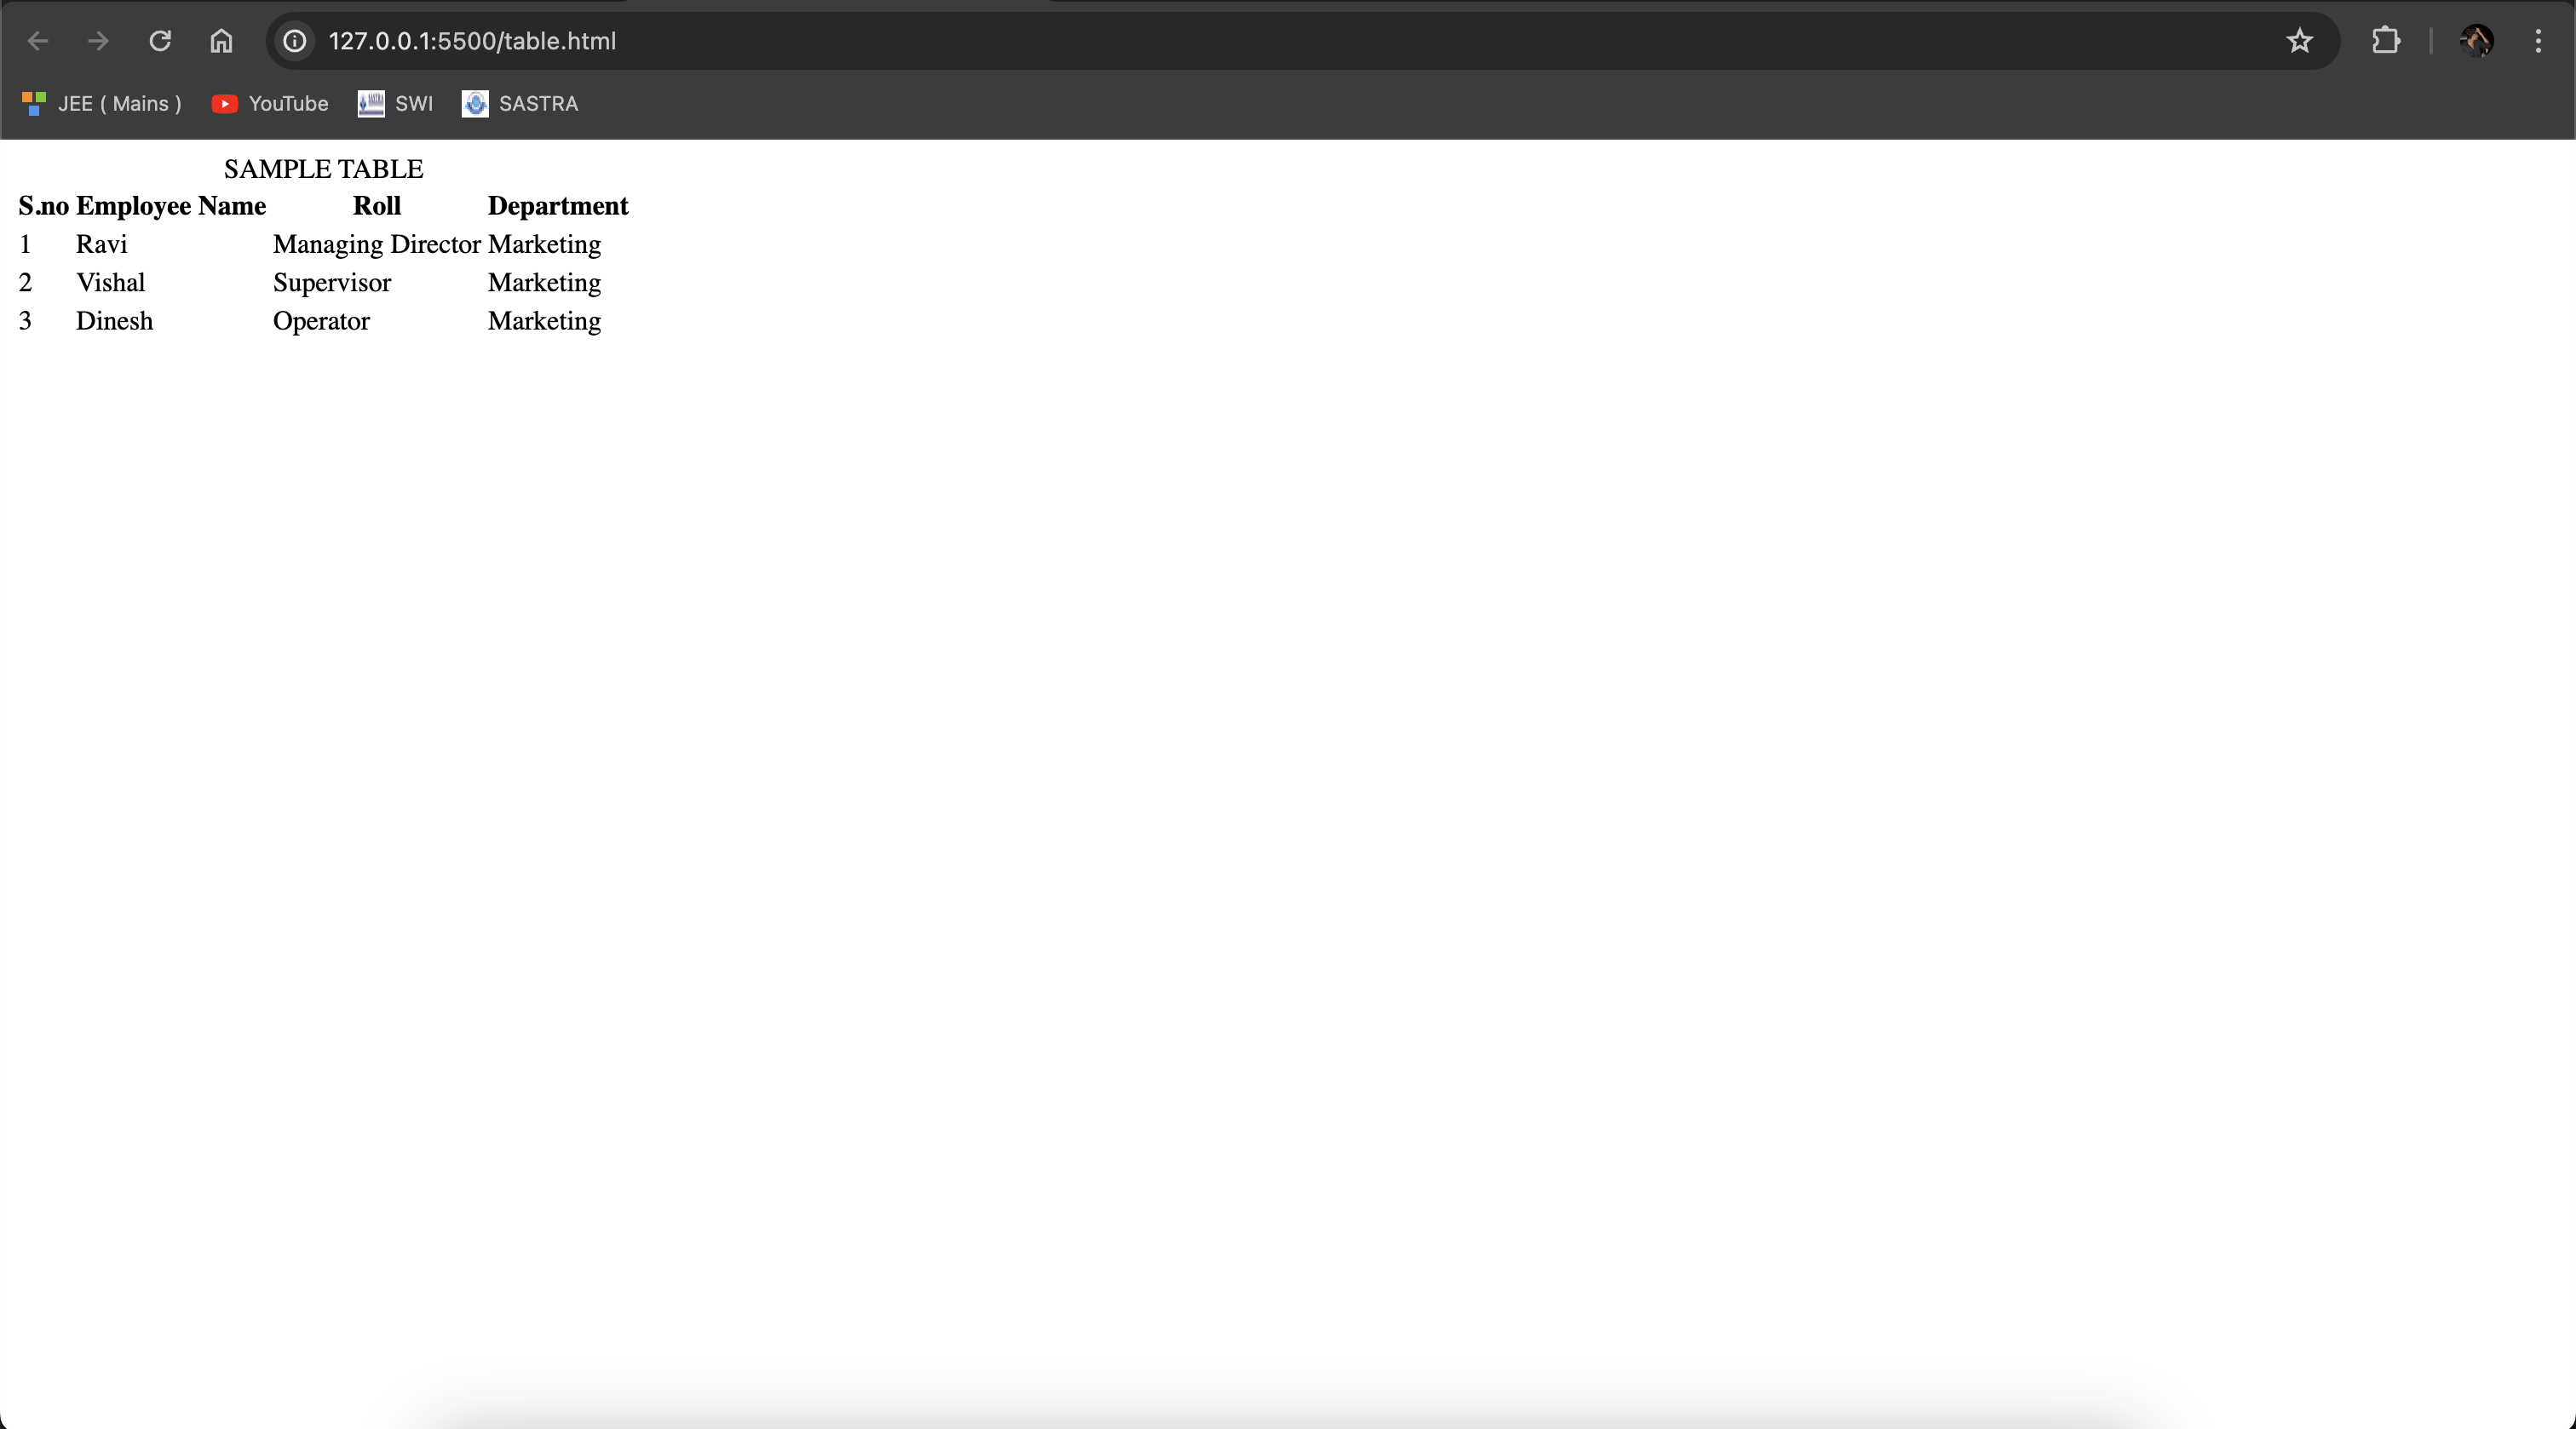 127.0.0.1:5500/table.html
JEE ( Mains ) YouTube SWI SASTRA
SAMPLE TABLE
S.no Employee Name Roll Department
1 Ravi Managing Director Marketing
2 Vishal Supervisor Marketing
3 Dinesh Operator Marketing